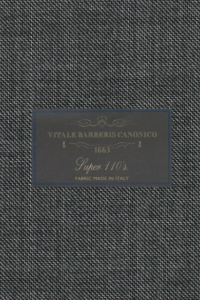 VITALE BARBERIS CANONICO
1663
Super 110's
FABRIC MADE IN ITALY